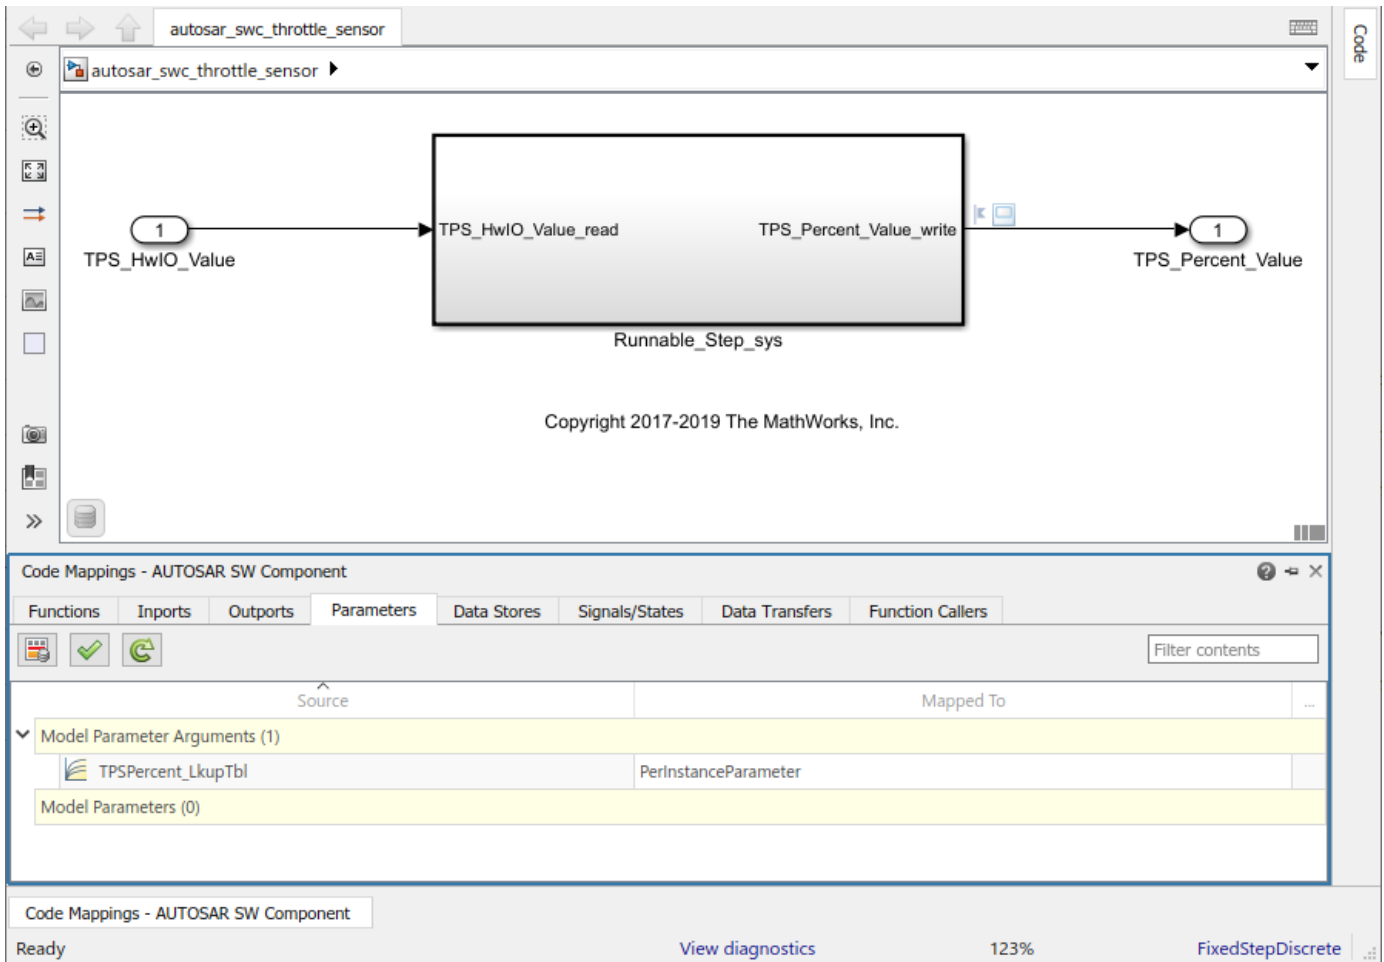 autosar_swc_throttle_sensor
Code
autosar_swc_throttle_sensor
1
TPS_HwIO_Value
TPS_HwIO_Value_read
TPS_Percent_Value_write
1
TPS_Percent_Value
Runnable_Step_sys
Copyright 2017-2019 The MathWorks, Inc.
Code Mappings - AUTOSAR SW Component
Functions Inports Outports Parameters Data Stores Signals/States Data Transfers Function Callers
Filter contents
Source Mapped To ...
Model Parameter Arguments (1)
TPSPercent_LkupTbl PerInstanceParameter
Model Parameters (0)
Code Mappings - AUTOSAR SW Component
Ready View diagnostics 123% FixedStepDiscrete